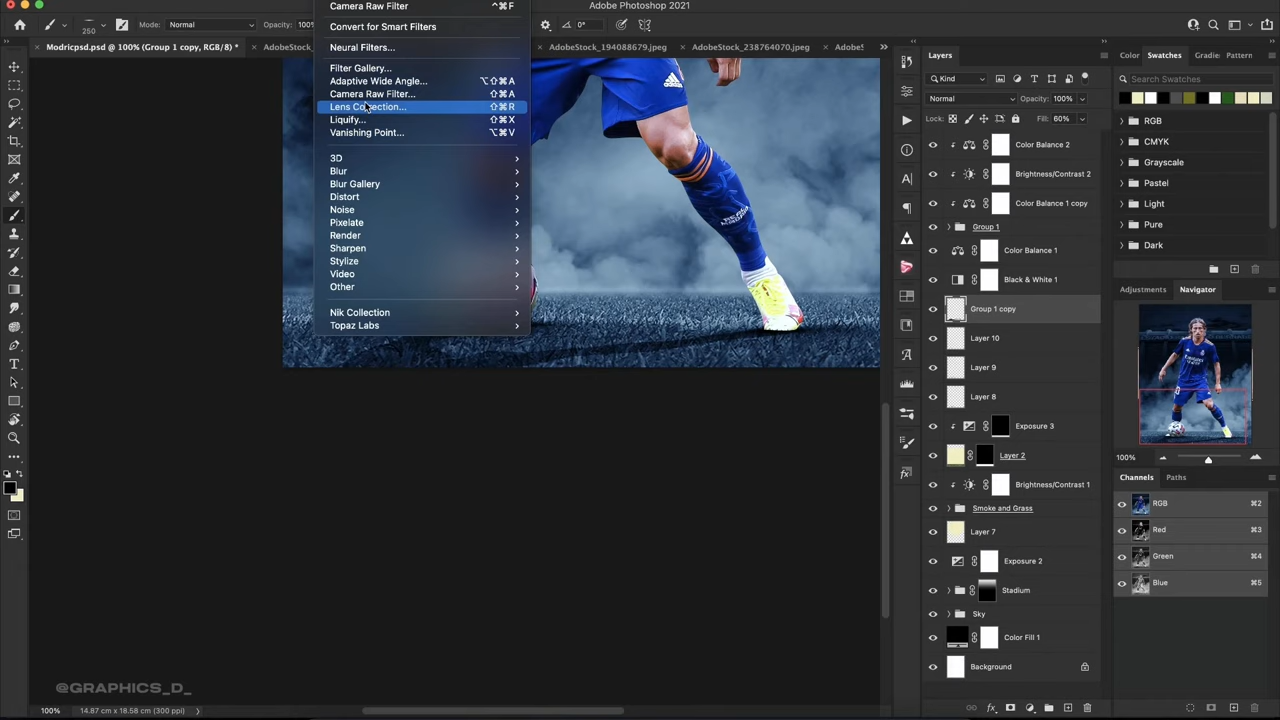 Adobe Photoshop 2021
Camera Raw Filter ⌃⌘F
Convert for Smart Filters
Neural Filters...
Filter Gallery...
Adaptive Wide Angle... ⌥⇧⌘A
Camera Raw Filter... ⇧⌘A
Lens Correction... ⇧⌘R
Liquify... ⇧⌘X
Vanishing Point... ⌥⌘V
3D
Blur
Blur Gallery
Distort
Noise
Pixelate
Render
Sharpen
Stylize
Video
Other
Nik Collection
Topaz Labs
250 Mode: Normal Opacity: 100% 0°
Modricpsd.psd @ 100% (Group 1 copy, RGB/8) *
AdobeStock_194088679.jpeg
AdobeStock_238764070.jpeg
Layers
Kind
Normal Opacity: 100%
Lock: Fill: 60%
Color Balance 2
Brightness/Contrast 2
Color Balance 1 copy
Group 1
Color Balance 1
Black & White 1
Group 1 copy
Layer 10
Layer 9
Layer 8
Exposure 3
Layer 2
Brightness/Contrast 1
Smoke and Grass
Layer 7
Exposure 2
Stadium
Sky
Color Fill 1
Background
Color Swatches Gradie Pattern
Search Swatches
RGB
CMYK
Grayscale
Pastel
Light
Pure
Dark
Adjustments Navigator
100%
Channels Paths
RGB ⌘2
Red ⌘3
Green ⌘4
Blue ⌘5
@GRAPHICS_D_
100% 14.87 cm x 18.58 cm (300 ppi)